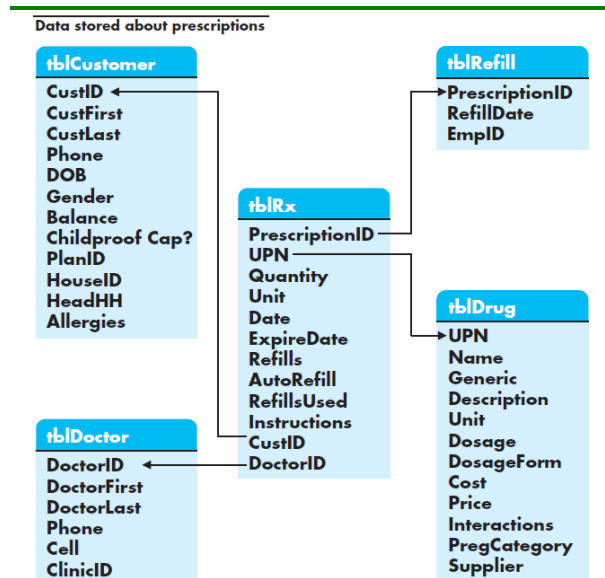 Data stored about prescriptions
tblCustomer
CustID
CustFirst
CustLast
Phone
DOB
Gender
Balance
Childproof Cap?
PlanID
HouseID
HeadHH
Allergies
tblDoctor
DoctorID
DoctorFirst
DoctorLast
Phone
Cell
ClinicID
tblRx
PrescriptionID
UPN
Quantity
Unit
Date
ExpireDate
Refills
AutoRefill
RefillsUsed
Instructions
CustID
DoctorID
tblRefill
PrescriptionID
RefillDate
EmpID
tblDrug
UPN
Name
Generic
Description
Unit
Dosage
DosageForm
Cost
Price
Interactions
PregCategory
Supplier